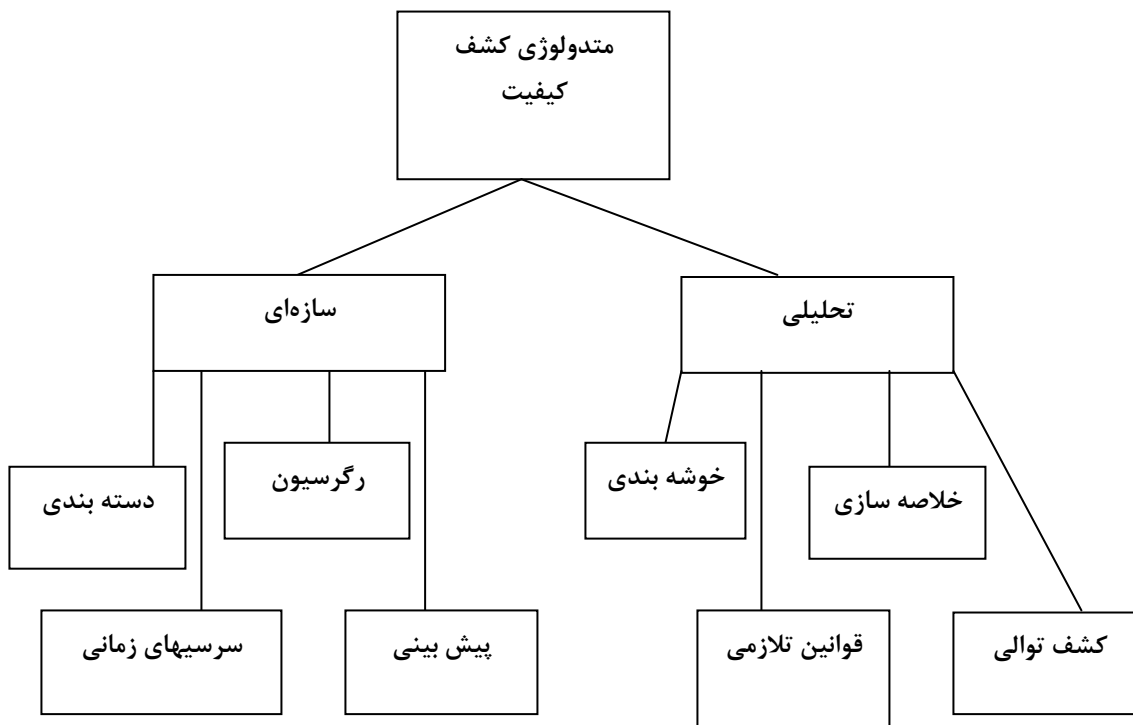 متدولوژی کشف
کیفیت
سازه‌ای
تحلیلی
دسته بندی
رگرسیون
خوشه بندی
خلاصه سازی
سرسیهای زمانی
پیش بینی
قوانین تلازمی
کشف توالی